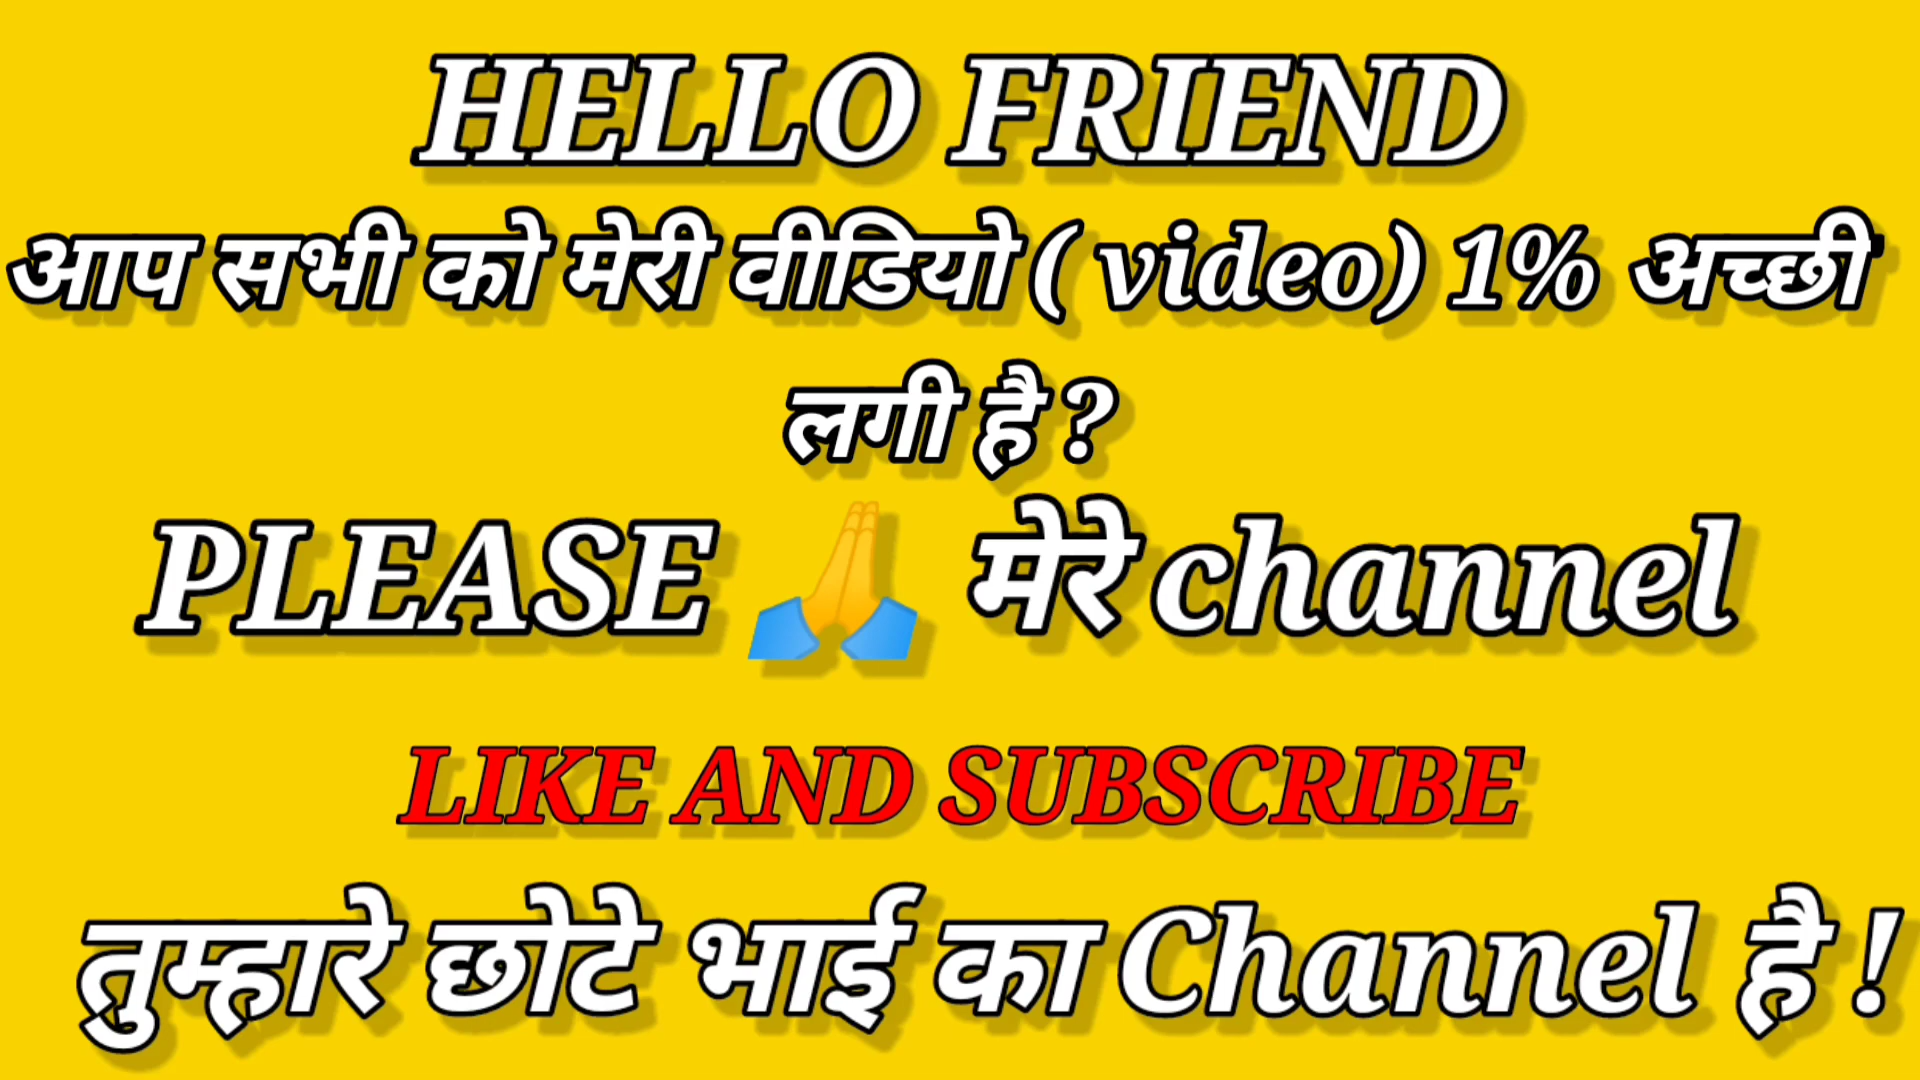 HELLO FRIEND
आप सभी को मेरी वीडियो ( video) 1% अच्छी
लगी है ?
PLEASE 🙏 मेरे channel
LIKE AND SUBSCRIBE
तुम्हारे छोटे भाई का Channel है !